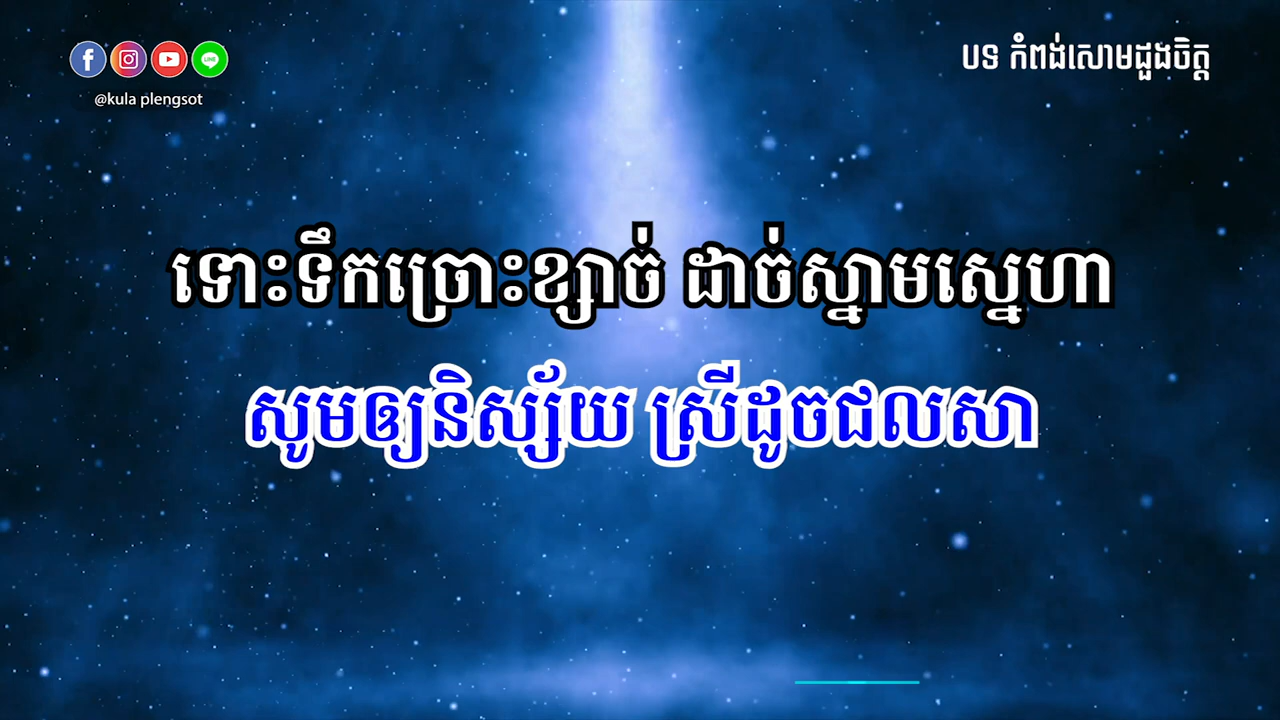 @kula plengsot
បទ កំពង់សោមដួងចិត្ត
ទោះទឹកច្រោះខ្សាច់ ដាច់ស្នាមស្នេហា
សូមឲ្យនិស្ស័យ ស្រីដូចជលសា